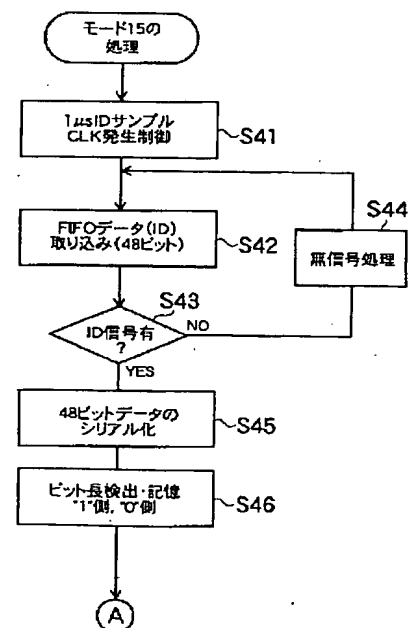 モード15の
処理
1μsIDサンプル
CLK発生制御
S41
FIFOデータ(ID)
取り込み(48ビット)
S42
S44
無信号処理
S43
ID信号有
?
NO
YES
48ビットデータの
シリアル化
S45
ビット長検出・記憶
"1"側,"0"側
S46
A